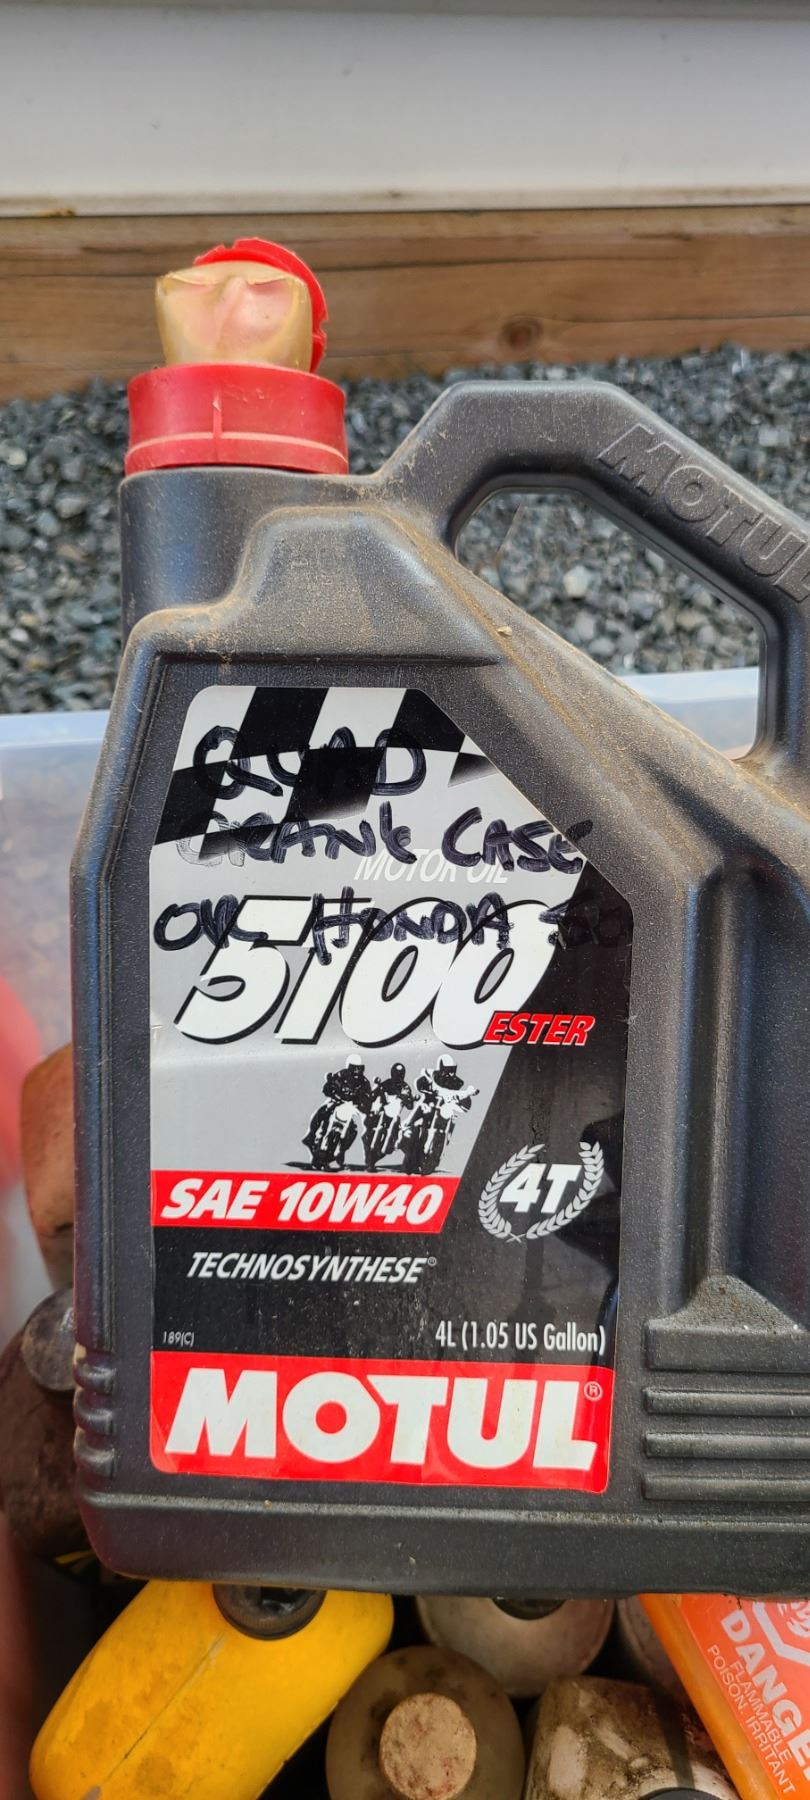 MOTUL
QUAD
CRANK CASE
MOTOR OIL
HONDA 50
5100
ESTER
4T
SAE 10W40
TECHNOSYNTHESE®
189(C)
4L (1.05 US Gallon)
MOTUL®
DANGER
FLAMMABLE
POISON. IRRITANT